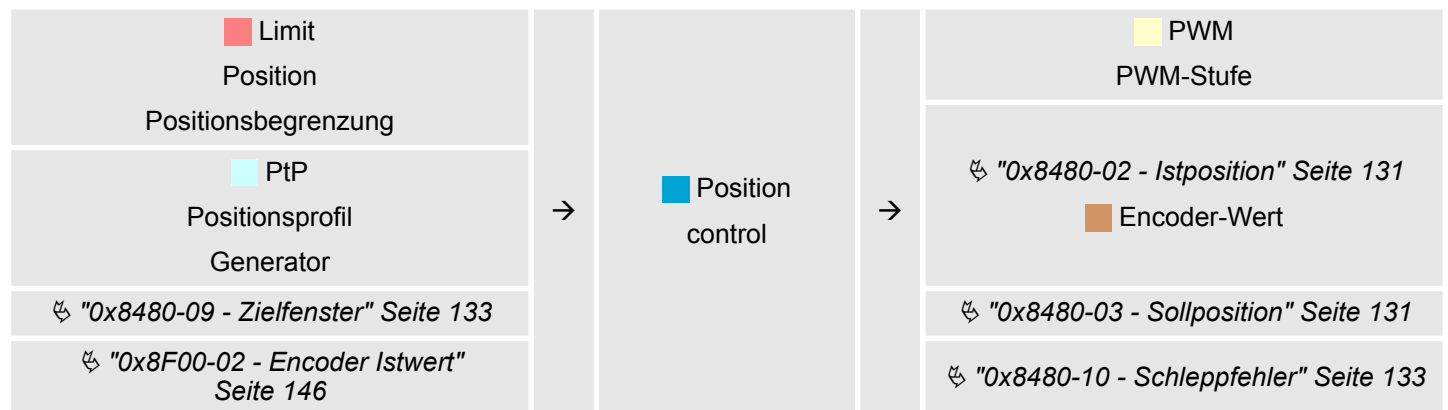 Limit
Position
Positionsbegrenzung
PtP
Positionsprofil
Generator
"0x8480-09 - Zielfenster" Seite 133
"0x8F00-02 - Encoder Istwert"
Seite 146
→
Position
control
→
PWM
PWM-Stufe
"0x8480-02 - Istposition" Seite 131
Encoder-Wert
"0x8480-03 - Sollposition" Seite 131
"0x8480-10 - Schleppfehler" Seite 133